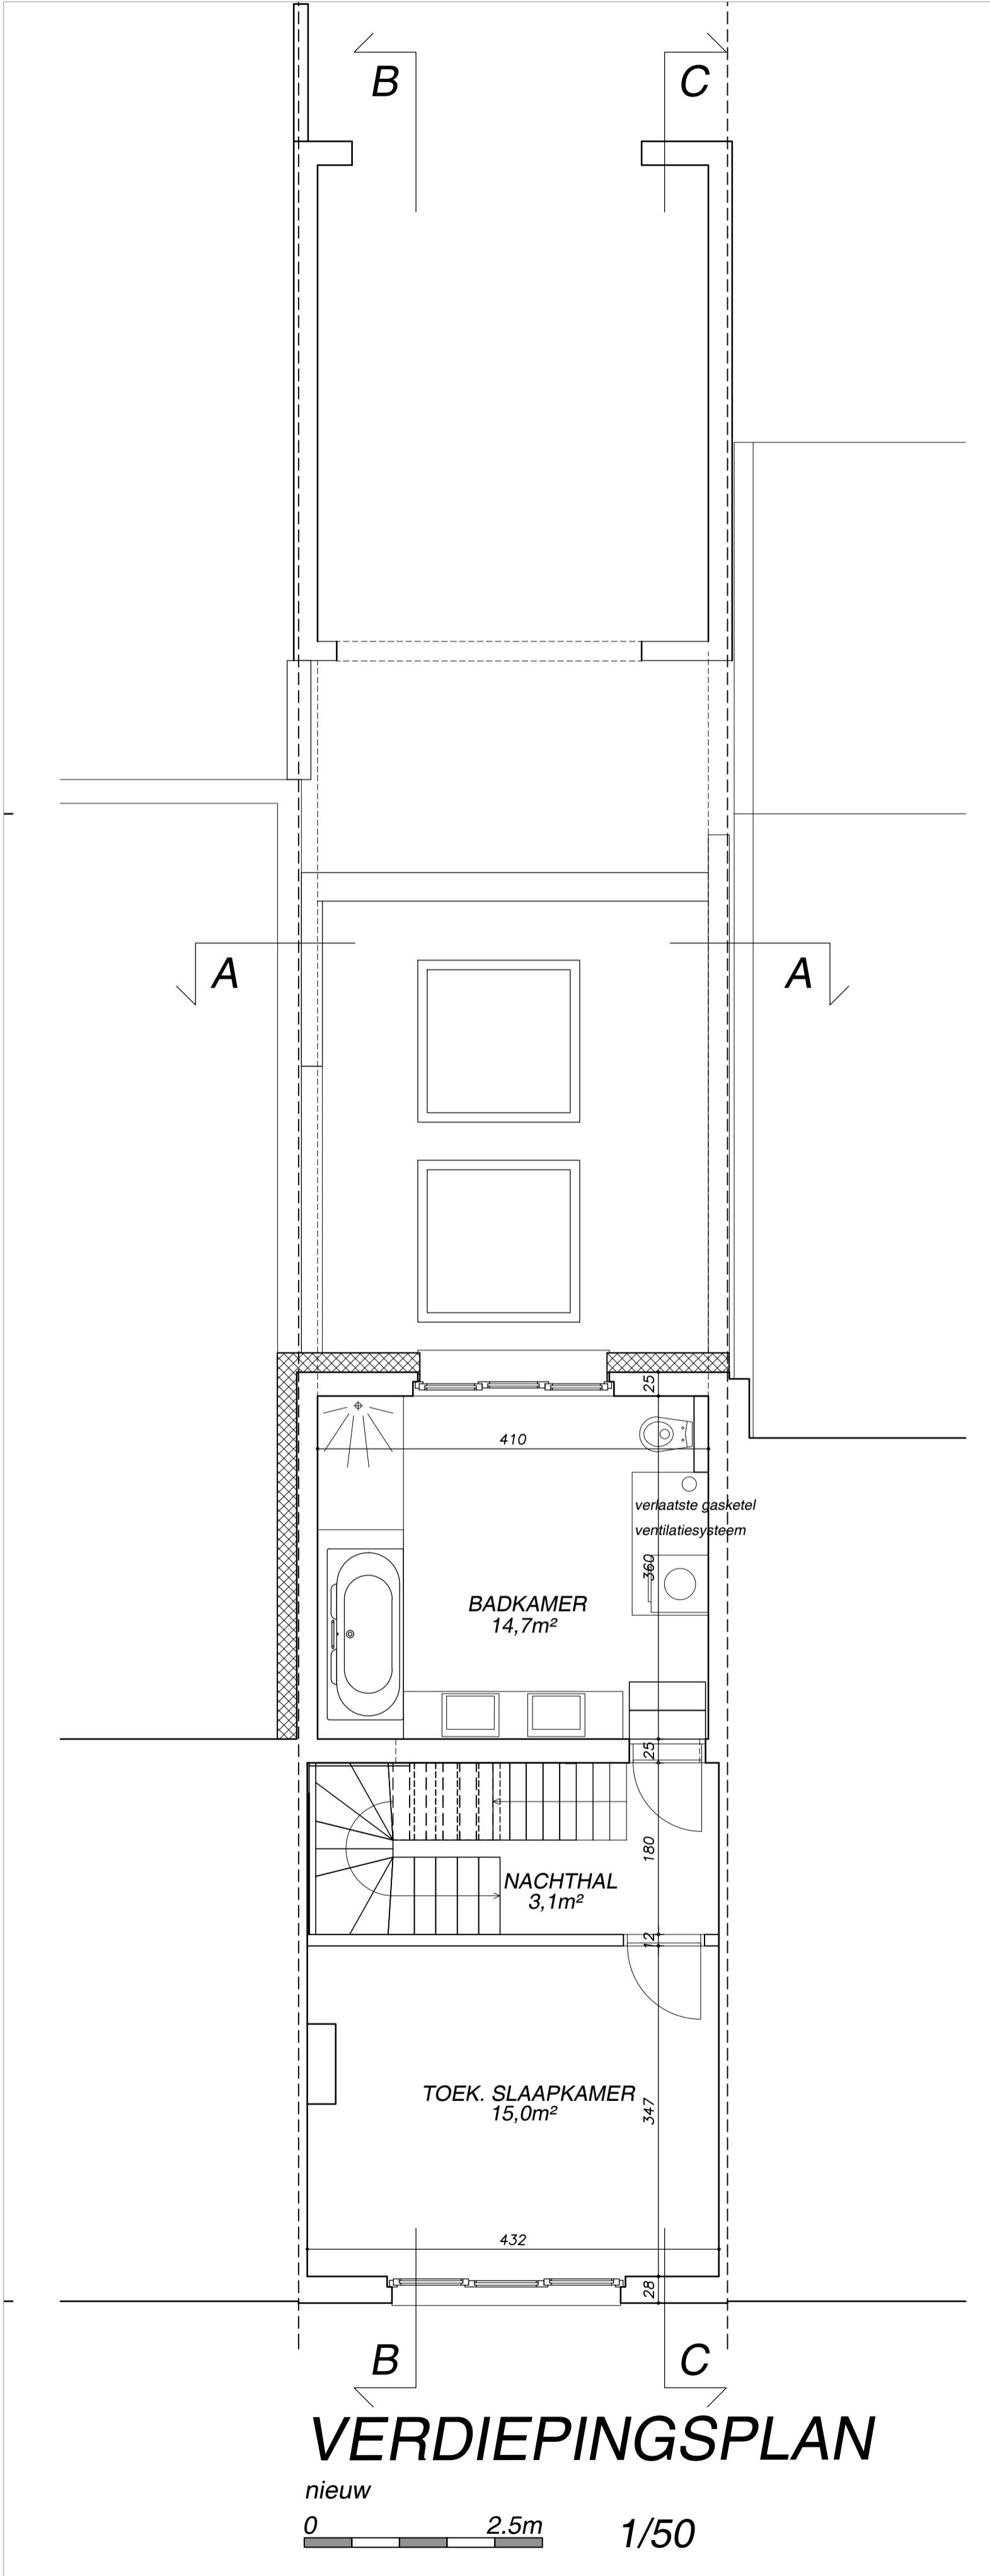 B
C
A
A
25
410
verlaatste gasketel
ventilatiesysteem
360
BADKAMER
14,7m²
25
180
NACHTHAL
3,1m²
12
TOEK. SLAAPKAMER
15,0m²
347
432
28
B
C
VERDIEPINGSPLAN
nieuw
0 2.5m
1/50